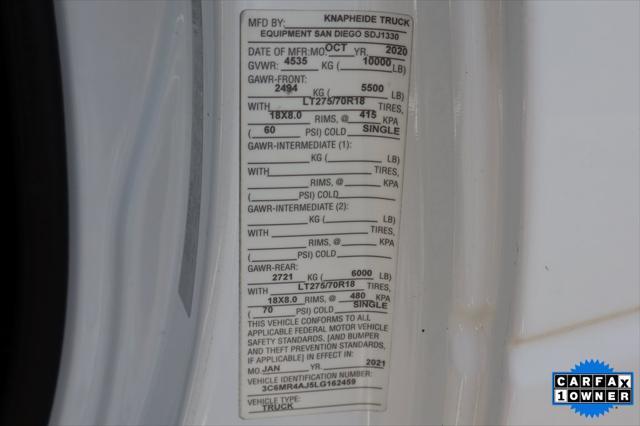 MFD BY: KNAPHEIDE TRUCK
EQUIPMENT SAN DIEGO SDJ1330
DATE OF MFR: MO. OCT YR. 2020
GVWR: 4535 KG ( 10000 LB)
GAWR-FRONT:
2494 KG ( 5500 LB)
WITH LT275/70R18 TIRES,
18X8.0 RIMS, @ 415 KPA
( 60 PSI) COLD SINGLE
GAWR-INTERMEDIATE (1):
KG ( LB)
WITH TIRES,
RIMS, @ KPA
( PSI) COLD
GAWR-INTERMEDIATE (2):
KG ( LB)
WITH TIRES,
RIMS, @ KPA
( PSI) COLD
GAWR-REAR:
2721 KG ( 6000 LB)
WITH LT275/70R18 TIRES,
18X8.0 RIMS, @ 480 KPA
( 70 PSI) COLD SINGLE
THIS VEHICLE CONFORMS TO ALL
APPLICABLE FEDERAL MOTOR VEHICLE
SAFETY STANDARDS, [AND BUMPER
AND THEFT PREVENTION STANDARDS,
IF APPLICABLE] IN EFFECT IN:
MO. JAN YR. 2021
VEHICLE IDENTIFICATION NUMBER:
3C6MR4AJ5LG162459
VEHICLE TYPE:
TRUCK
CARFAX
1 OWNER